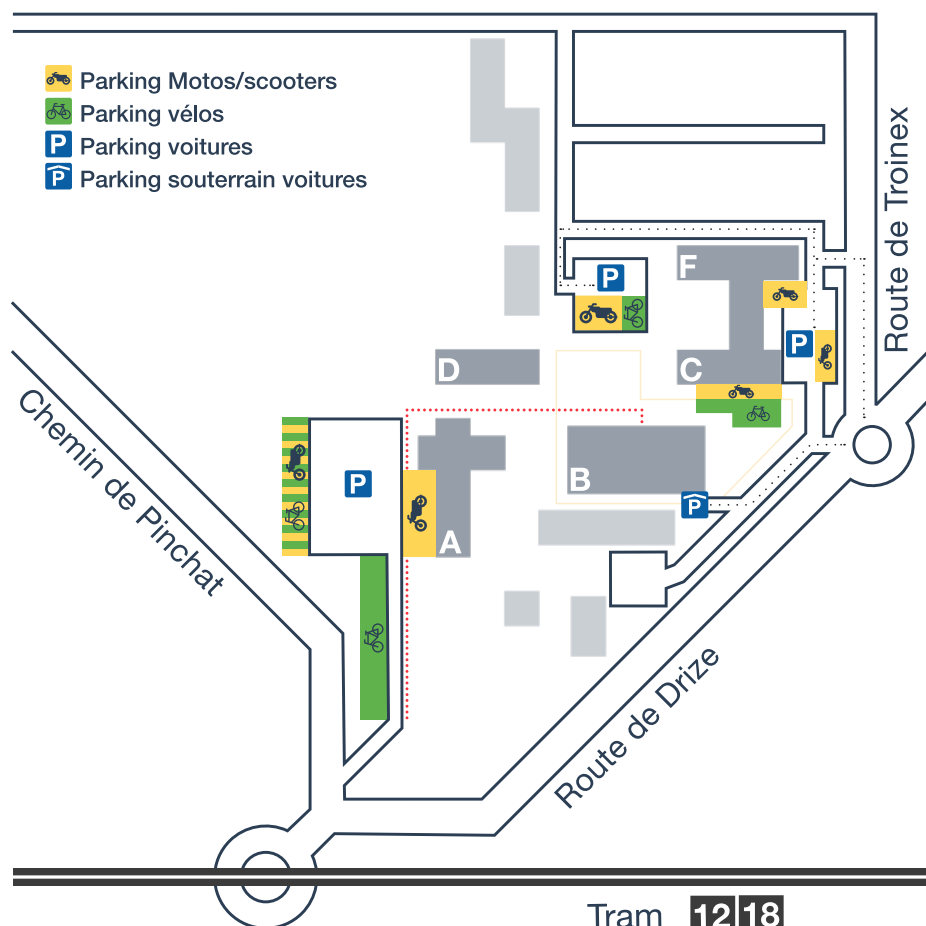 Parking Motos/scooters
Parking vélos
P Parking voitures
P Parking souterrain voitures
Route de Troinex
F
P
P
D
C
Chemin de Pinchat
P
B
P
A
Route de Drize
Tram 12 18